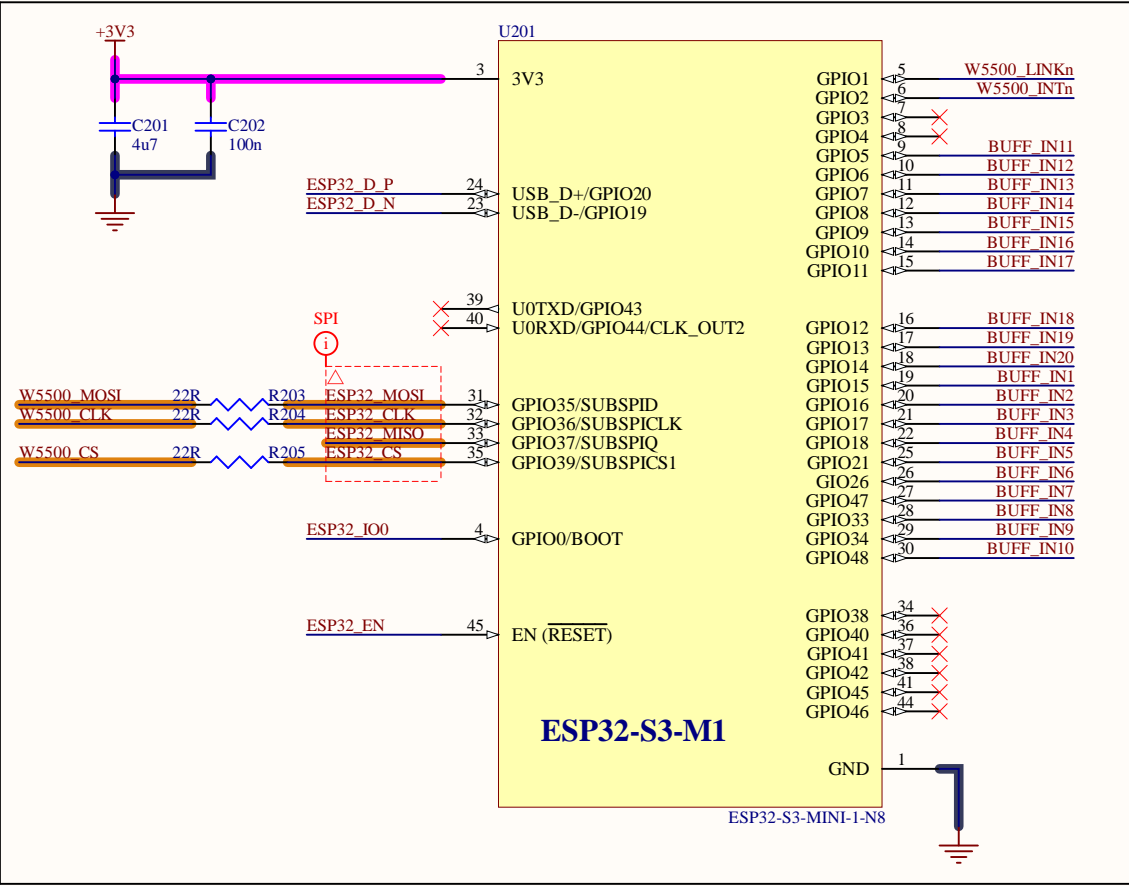 +3V3
U201
3 3V3
C201
4u7
C202
100n
ESP32_D_P 24 USB_D+/GPIO20
ESP32_D_N 23 USB_D-/GPIO19
39 U0TXD/GPIO43
40 U0RXD/GPIO44/CLK_OUT2
SPI
i
W5500_MOSI 22R R203 ESP32_MOSI 31 GPIO35/SUBSPID
W5500_CLK 22R R204 ESP32_CLK 32 GPIO36/SUBSPICLK
ESP32_MISO 33 GPIO37/SUBSPIQ
W5500_CS 22R R205 ESP32_CS 35 GPIO39/SUBSPICS1
ESP32_IO0 4 GPIO0/BOOT
ESP32_EN 45 EN (RESET)
GPIO1 5 W5500_LINKn
GPIO2 6 W5500_INTn
GPIO3 7
GPIO4 8
GPIO5 9 BUFF_IN11
GPIO6 10 BUFF_IN12
GPIO7 11 BUFF_IN13
GPIO8 12 BUFF_IN14
GPIO9 13 BUFF_IN15
GPIO10 14 BUFF_IN16
GPIO11 15 BUFF_IN17
GPIO12 16 BUFF_IN18
GPIO13 17 BUFF_IN19
GPIO14 18 BUFF_IN20
GPIO15 19 BUFF_IN1
GPIO16 20 BUFF_IN2
GPIO17 21 BUFF_IN3
GPIO18 22 BUFF_IN4
GPIO21 25 BUFF_IN5
GIO26 26 BUFF_IN6
GPIO47 27 BUFF_IN7
GPIO33 28 BUFF_IN8
GPIO34 29 BUFF_IN9
GPIO48 30 BUFF_IN10
GPIO38 34
GPIO40 36
GPIO41 37
GPIO42 38
GPIO45 41
GPIO46 44
ESP32-S3-M1
GND 1
ESP32-S3-MINI-1-N8